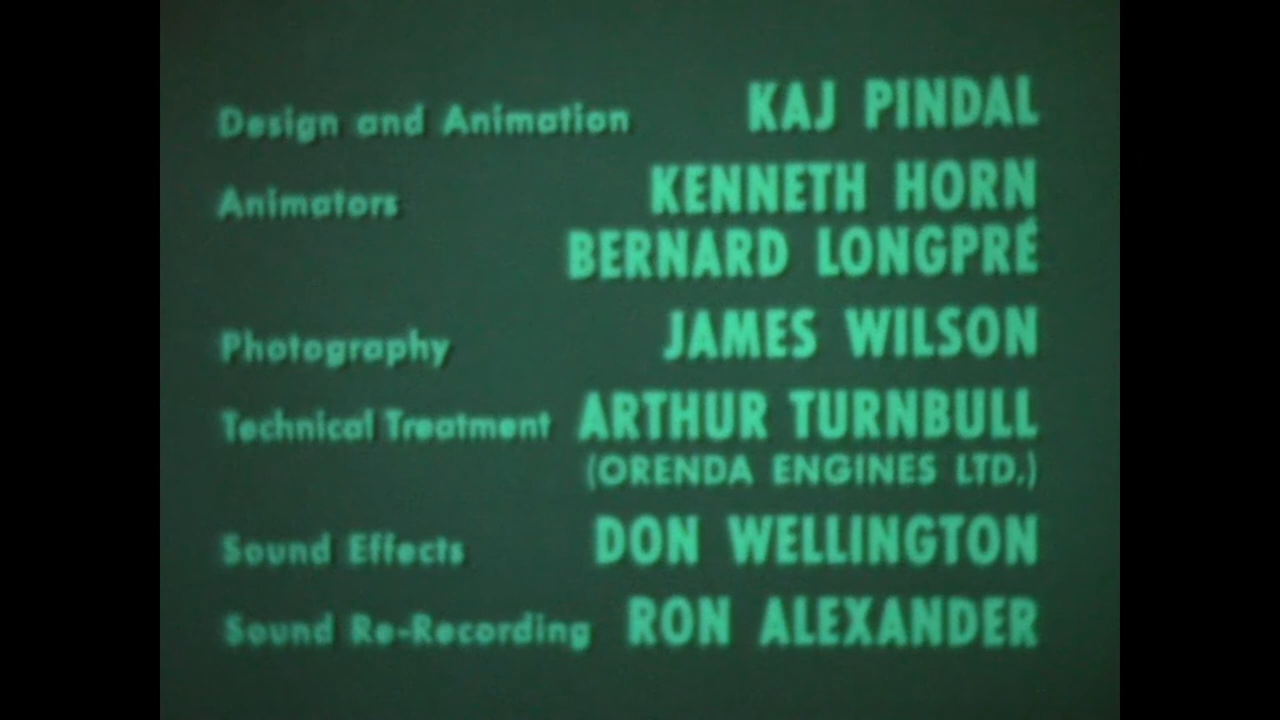 Design and Animation KAJ PINDAL
Animators KENNETH HORN
BERNARD LONGPRÉ
Photography JAMES WILSON
Technical Treatment ARTHUR TURNBULL
(ORENDA ENGINES LTD.)
Sound Effects DON WELLINGTON
Sound Re-Recording RON ALEXANDER